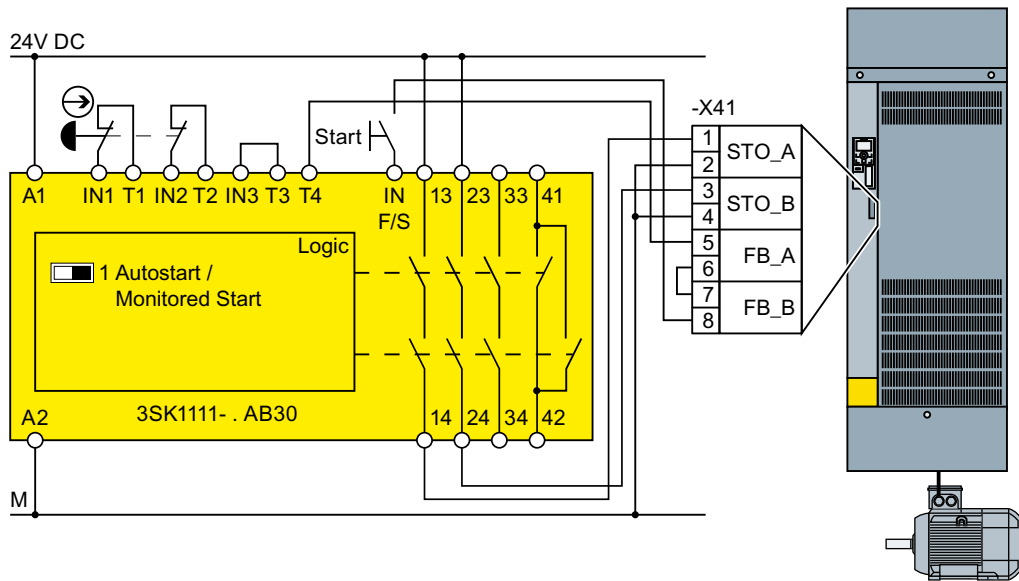 24V DC
-X41
Start
1
STO_A
2
3
STO_B
4
5
FB_A
6
7
FB_B
8
A1 IN1 T1 IN2 T2 IN3 T3 T4 IN F/S 13 23 33 41
Logic
1 Autostart /
Monitored Start
A2 3SK1111- . AB30 14 24 34 42
M